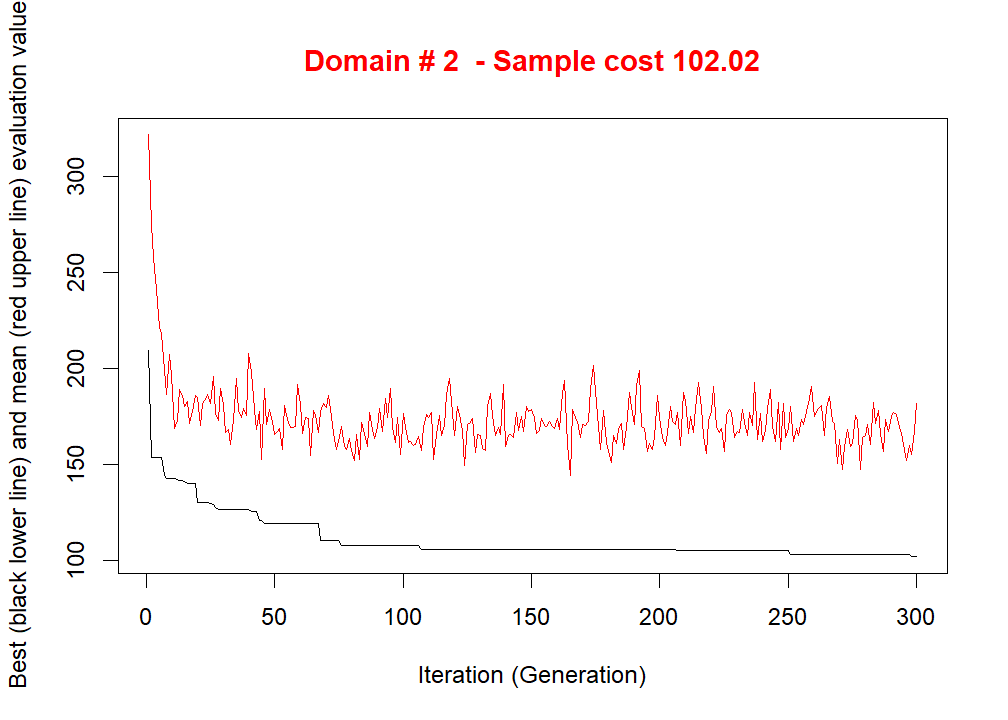 Domain # 2 - Sample cost 102.02
Best (black lower line) and mean (red upper line) evaluation value
300
250
200
150
100
0 50 100 150 200 250 300
Iteration (Generation)